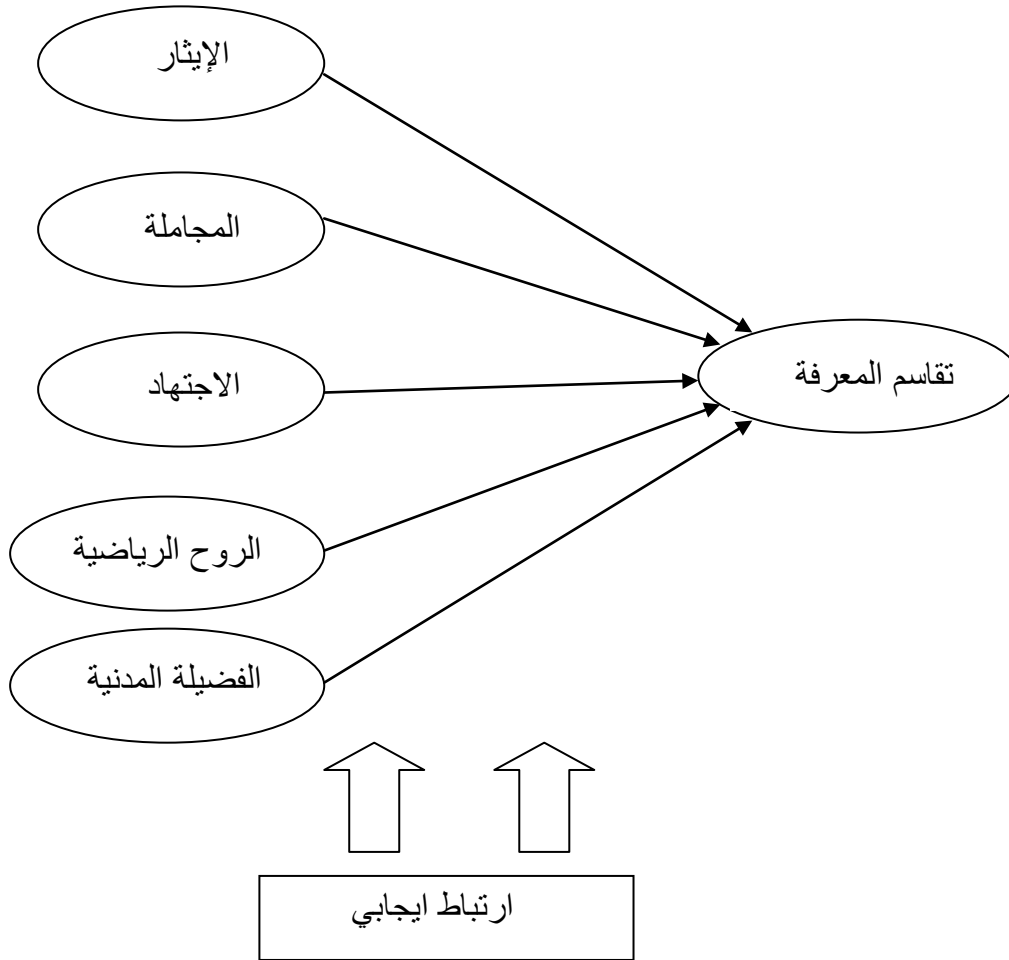 الإيثار
المجاملة
الاجتهاد
تقاسم المعرفة
الروح الرياضية
الفضيلة المدنية
ارتباط ايجابي